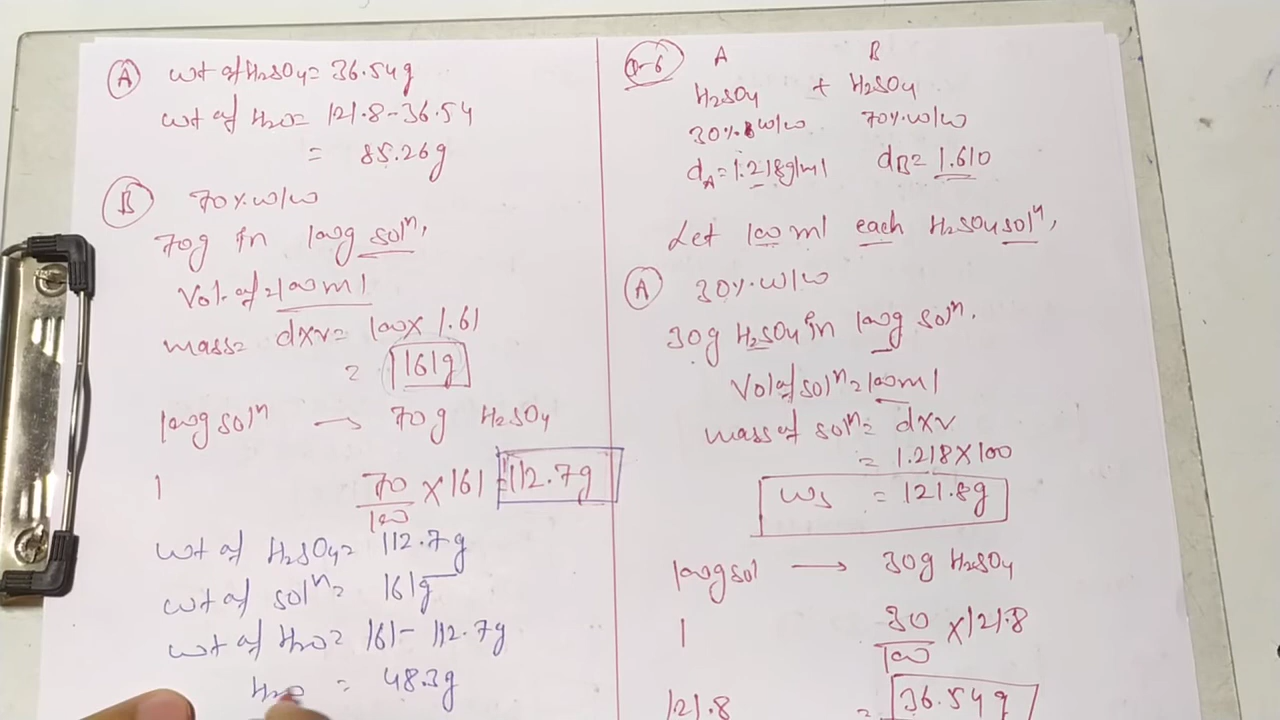 Q-6 A B
H₂SO₄ + H₂SO₄
30%. w/w 70%. w/w
d_A = 1.218g/ml d_B = 1.610
Let 100 ml each H₂SO₄ solⁿ,
A 30%. w/w
30g H₂SO₄ in 100g solⁿ.
Vol of solⁿ = 100ml
mass of solⁿ = d×v
= 1.218×100
ws = 121.8g
100g sol → 30g H₂SO₄
1 30/100 ×121.8
121.8 = 36.54g
A wt of H₂SO₄ = 36.54g
wt of H₂O = 121.8-36.54
= 85.26g
B 70%. w/w
70g in 100g solⁿ,
Vol. of = 100ml
mass = d×v = 100× 1.61
= 161g
100g solⁿ → 70g H₂SO₄
1 70/100 ×161 = 112.7g
wt of H₂SO₄ = 112.7g
wt of solⁿ = 161g
wt of H₂O = 161- 112.7g
H₂O = 48.3g